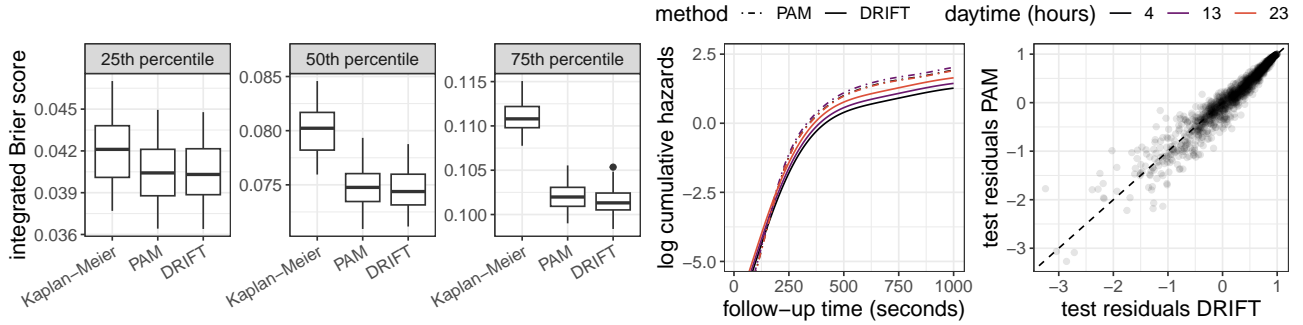 method PAM DRIFT daytime (hours) 4 13 23
25th percentile 50th percentile 75th percentile
integrated Brier score
0.045
0.042
0.039
0.036
Kaplan−Meier
PAM
DRIFT
0.085
0.080
0.075
Kaplan−Meier
PAM
DRIFT
0.115
0.110
0.105
0.100
Kaplan−Meier
PAM
DRIFT
log cumulative hazards
2.5
0.0
−2.5
−5.0
0 250 500 750 1000
follow−up time (seconds)
test residuals PAM
1
0
−1
−2
−3
−3 −2 −1 0 1
test residuals DRIFT